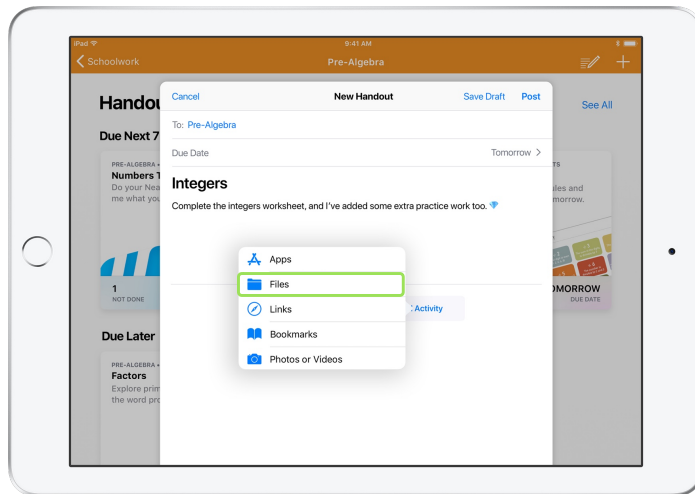 iPad
9:41 AM
Schoolwork
Pre-Algebra
Handou
See All
Cancel
New Handout
Save Draft
Post
To: Pre-Algebra
Due Date
Tomorrow
Due Next 7
Integers
Complete the integers worksheet, and I've added some extra practice work too.
PRE-ALGEBRA •
Numbers T
Do your Nea
me what you
1
NOT DONE
TS
ules and
morrow.
OMORROW
DUE DATE
Apps
Files
Links
Bookmarks
Photos or Videos
Activity
Due Later
PRE-ALGEBRA •
Factors
Explore prim
the word pro